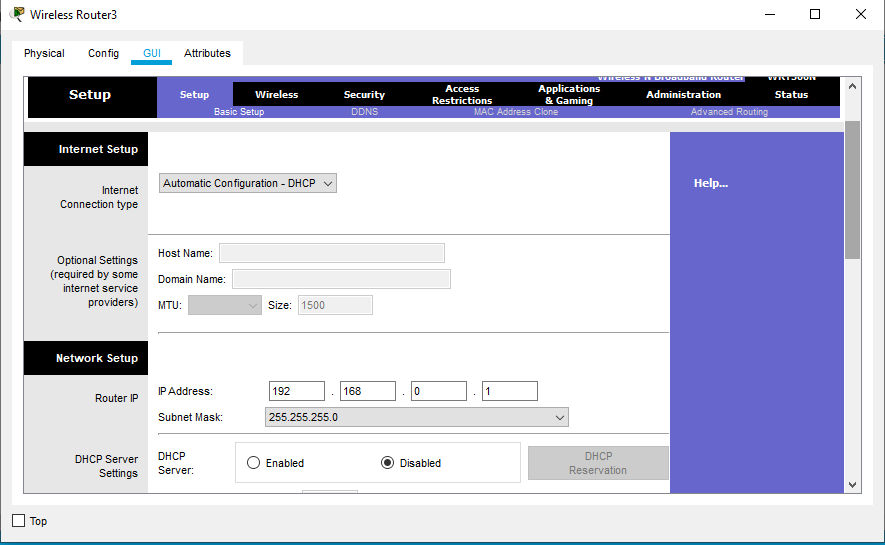 Wireless Router3
Physical Config GUI Attributes
Wireless-N Broadband Router WRT300N
Setup
Setup Wireless Security Access Restrictions Applications & Gaming Administration Status
Basic Setup DDNS MAC Address Clone Advanced Routing
Internet Setup
Internet Connection type
Automatic Configuration - DHCP
Help...
Optional Settings
(required by some
internet service
providers)
Host Name:
Domain Name:
MTU: Size: 1500
Network Setup
Router IP
IP Address: 192 . 168 . 0 . 1
Subnet Mask: 255.255.255.0
DHCP Server
Settings
DHCP
Server:
Enabled Disabled
DHCP
Reservation
Top